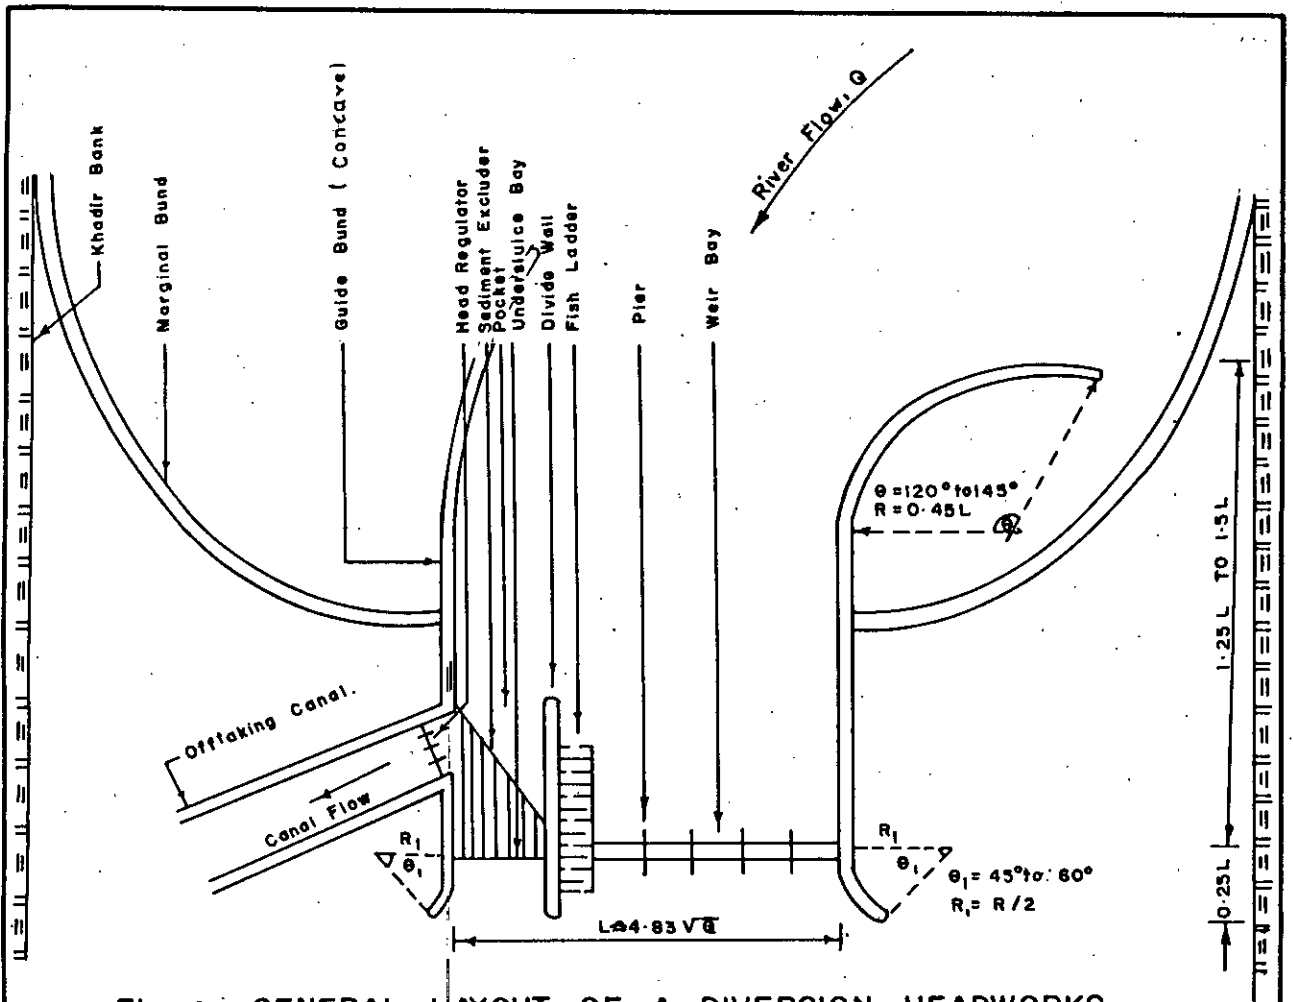 Khadir Bank
Marginal Bund
Guide Bund ( Concave)
Head Regulator
Sediment Excluder
Pocket
Undersluice Bay
Divide Wall
Fish Ladder
Pier
Weir Bay
River Flow, Q
θ =120° to 145°
R = 0.45L
θ
1.25 L TO 1.5 L
Offtaking Canal.
Canal Flow
R1
θ1
R1
θ1
θ1 = 45° to 60°
R1 = R/2
0.25L
L≏4.83 √Q
GENERAL LAYOUT OF A DIVERSION HEADWORKS